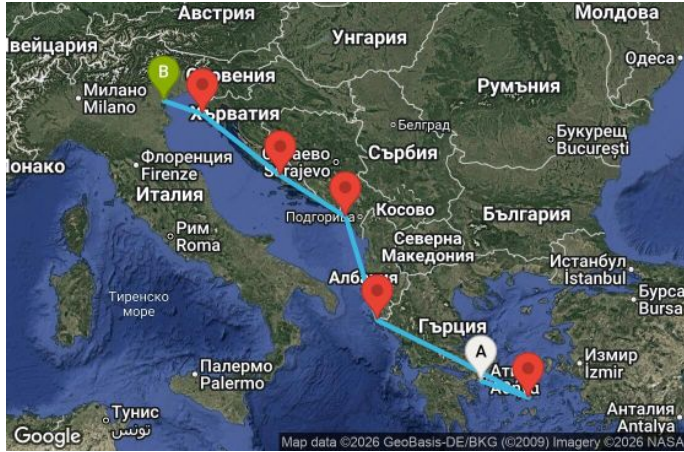 Австрия
Молдова
Швейцария
Унгария
Одеса
Словения
Милано
Milano
Румъния
Хърватия
Белград
Букурещ
București
Монако
Флоренция
Firenze
Sarajevo
Сърбия
Италия
Подгорица
Косово
България
Рим
Roma
Северна
Македония
Истанбул
İstanbul
Албания
Тиренско
море
Гърция
Бурса
Bursa
B
A
Палермо
Palermo
Измир
İzmir
Тунис
تونس
Анталия
Antalya
Google
Map data ©2026 GeoBasis-DE/BKG (©2009) Imagery ©2026 NASA